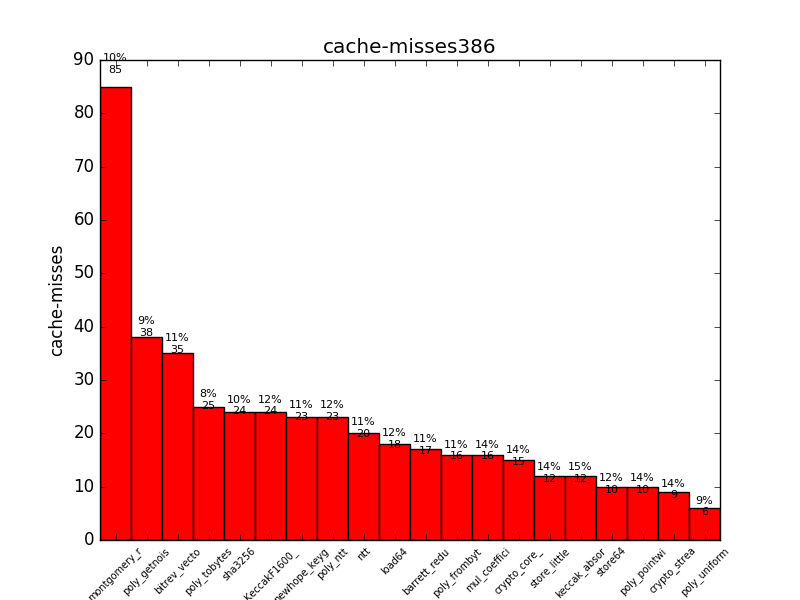 cache-misses386
cache-misses
90
80
70
60
50
40
30
20
10
0
10%
85
9%
38
11%
35
8%
25
10%
24
12%
24
11%
23
12%
23
11%
20
12%
18
11%
17
11%
16
14%
16
14%
15
14%
12
15%
12
12%
10
14%
10
14%
9
9%
6
montgomery_r
poly_getnois
bitrev_vecto
poly_tobytes
sha3256
KeccakF1600_
newhope_keyg
poly_ntt
ntt
load64
barrett_redu
poly_frombyt
mul_coeffici
crypto_core_
store_little
keccak_absor
store64
poly_pointwi
crypto_strea
poly_uniform